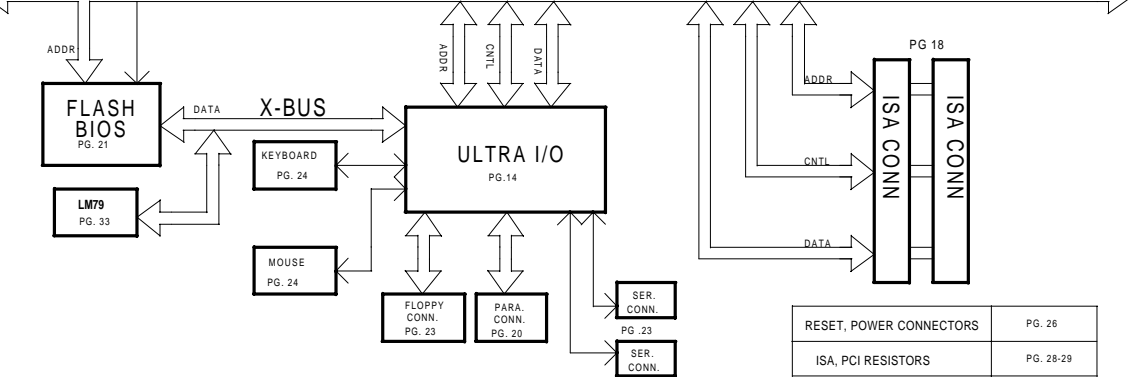 PG 18
ADDR
ADDR
CNTL
DATA
ADDR
FLASH
BIOS
PG. 21
DATA
X-BUS
ULTRA I/O
PG.14
ISA CONN
ISA CONN
KEYBOARD
PG. 24
CNTL
LM79
PG. 33
DATA
MOUSE
PG. 24
FLOPPY
CONN.
PG. 23
PARA.
CONN.
PG. 20
SER.
CONN.
PG .23
SER.
CONN.
RESET, POWER CONNECTORS PG. 26
ISA, PCI RESISTORS PG. 28-29